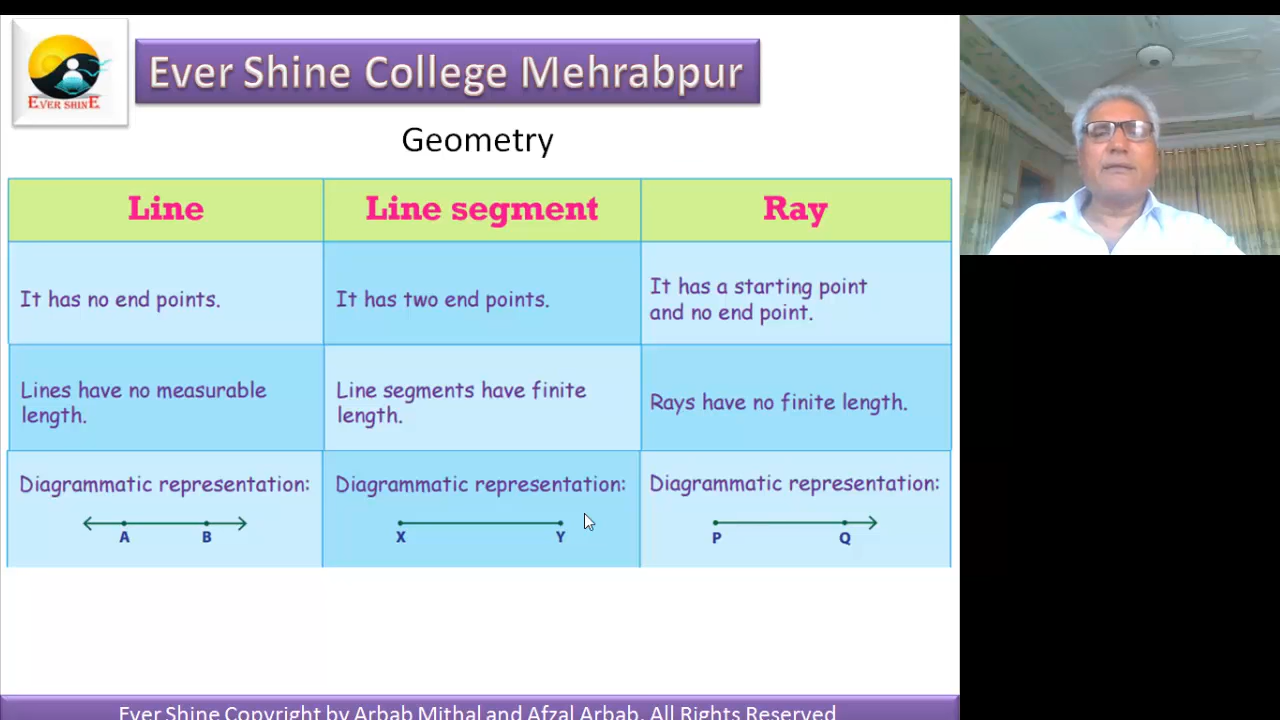 EVER SHINE
Ever Shine College Mehrabpur
Geometry
Line
Line segment
Ray
It has no end points.
It has two end points.
It has a starting point
and no end point.
Lines have no measurable
length.
Line segments have finite
length.
Rays have no finite length.
Diagrammatic representation:
A B
Diagrammatic representation:
X Y
Diagrammatic representation:
P Q
Ever Shine Copyright by Arbab Mithal and Afzal Arbab. All Rights Reserved